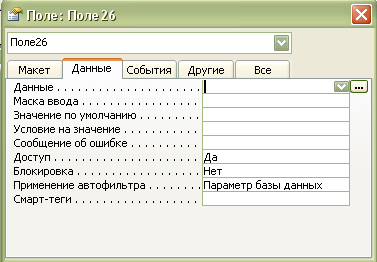 Поле: Поле26
Поле26
Макет Данные События Другие Все
Данные . . . . . . . . . . . . . . . . . . . . . ...
Маска ввода . . . . . . . . . . . . . . . . .
Значение по умолчанию . . . . . . . .
Условие на значение . . . . . . . . . .
Сообщение об ошибке . . . . . . . . .
Доступ . . . . . . . . . . . . . . . . . . . . . Да
Блокировка . . . . . . . . . . . . . . . . . . Нет
Применение автофильтра . . . . . . . Параметр базы данных
Смарт-теги . . . . . . . . . . . . . . . . . .